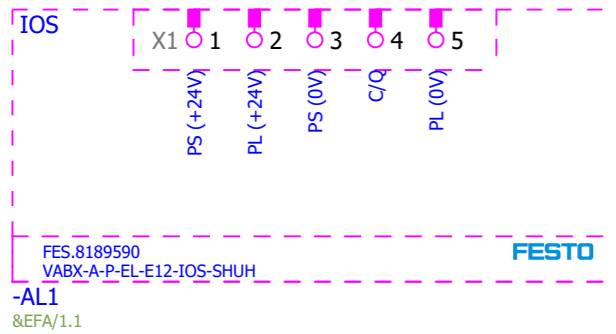 IOS
X1 1 2 3 4 5
PS (+24V)
PL (+24V)
PS (0V)
C/Q
PL (0V)
FES.8189590
FESTO
VABX-A-P-EL-E12-IOS-SHUH
-AL1
&EFA/1.1